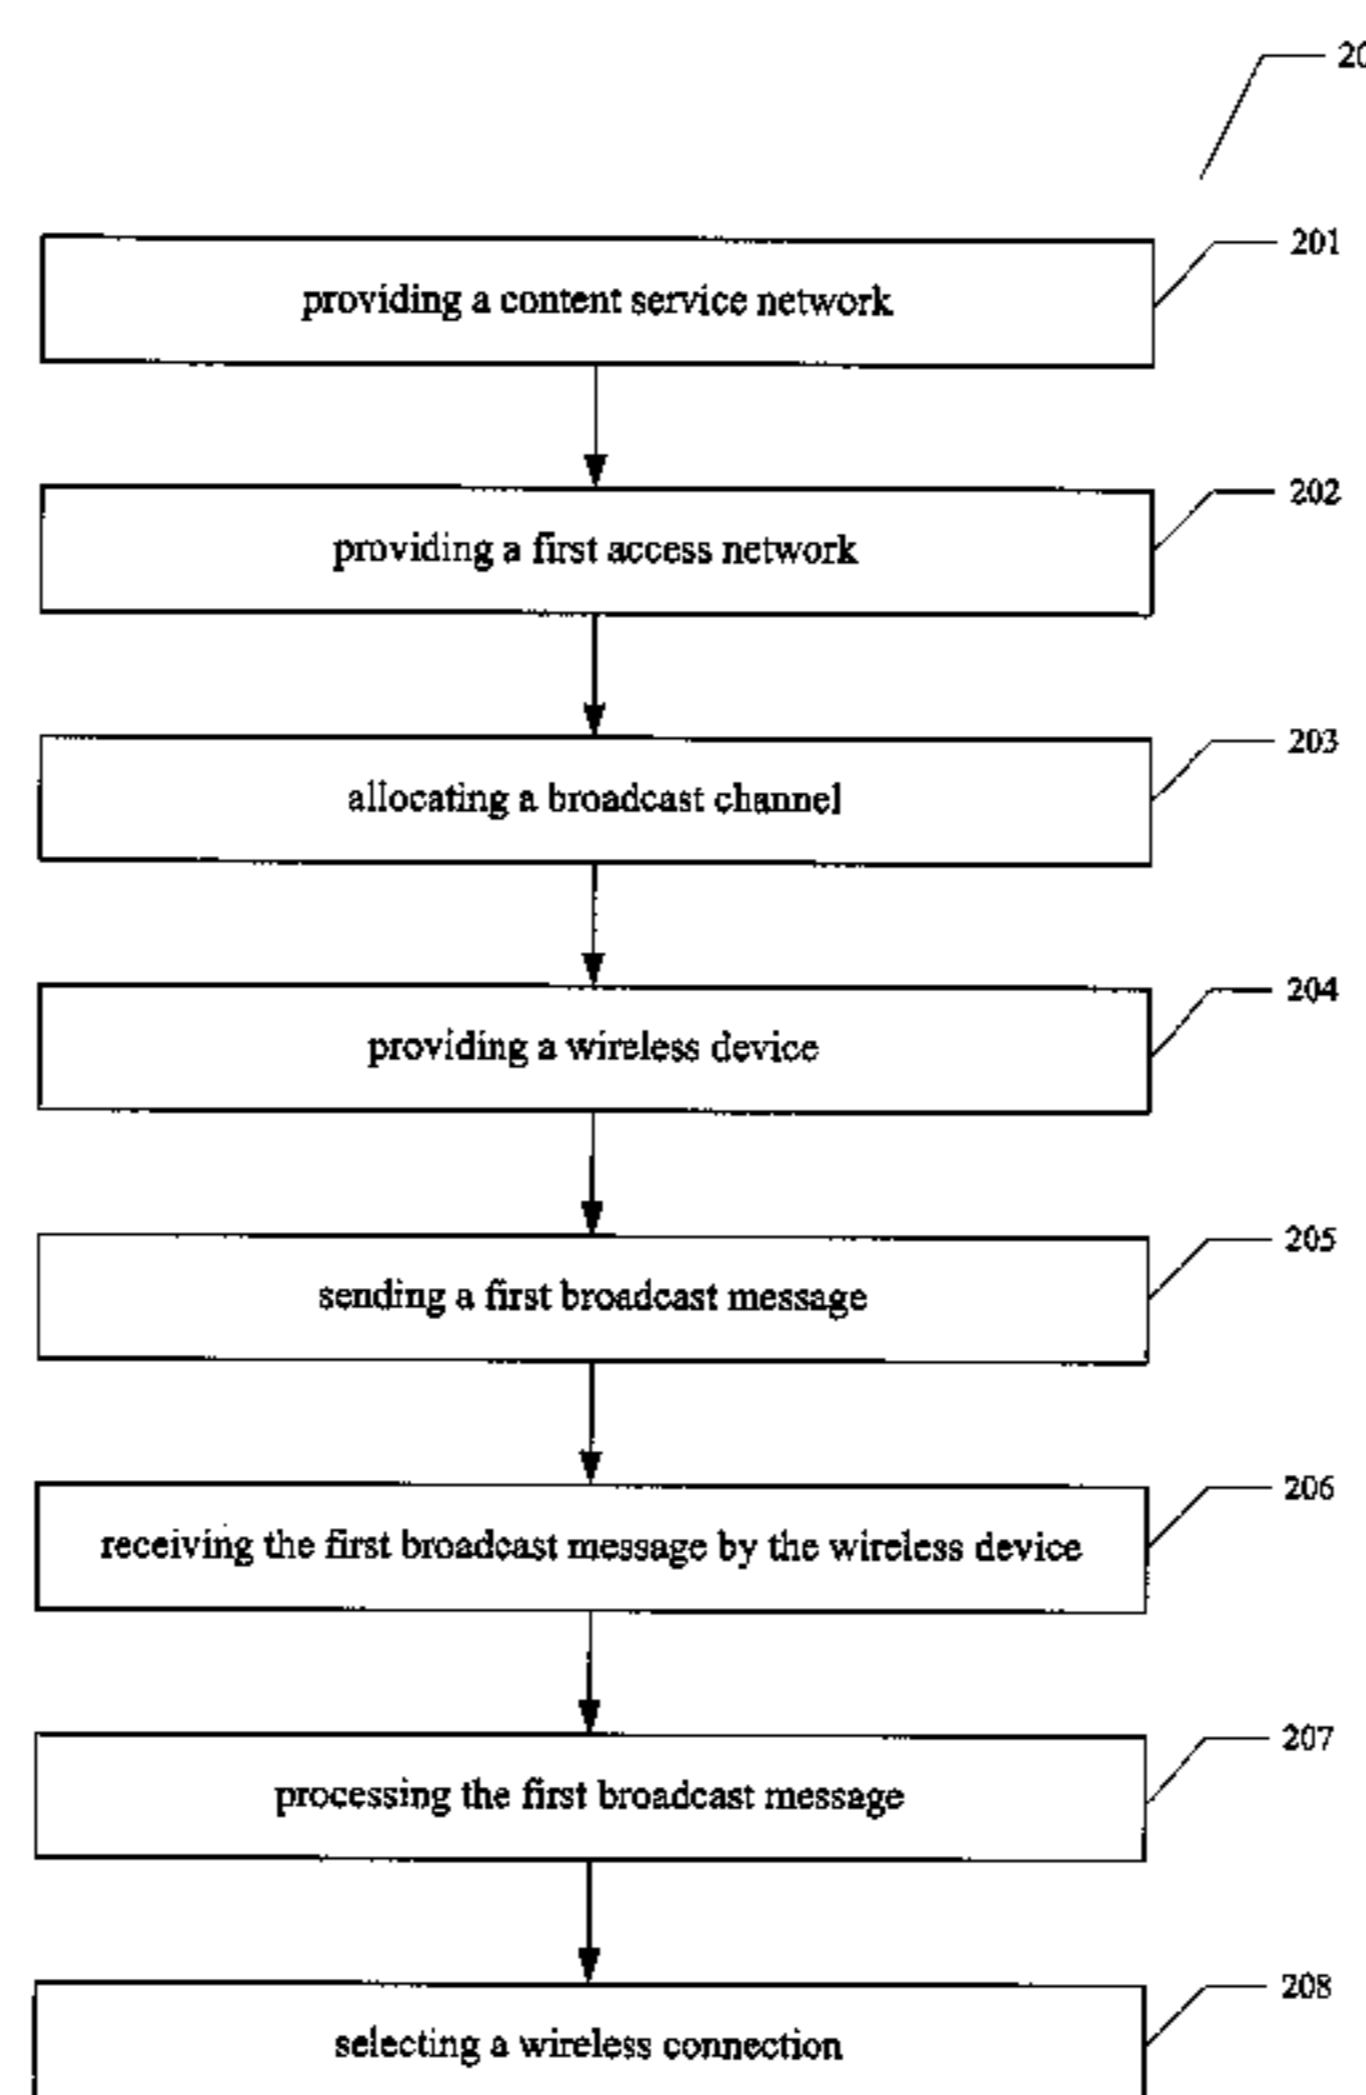 201
providing a content service network
202
providing a first access network
203
allocating a broadcast channel
204
providing a wireless device
205
sending a first broadcast message
206
receiving the first broadcast message by the wireless device
207
processing the first broadcast message
208
selecting a wireless connection